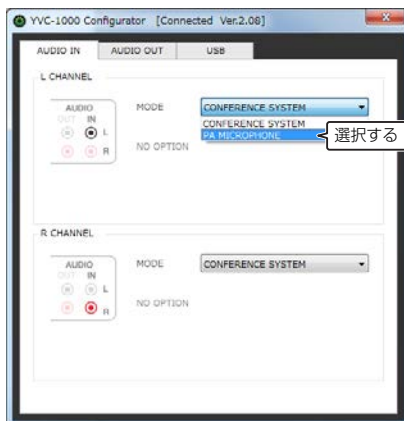 YVC-1000 Configurator [Connected Ver.2.08]
AUDIO IN AUDIO OUT USB
L CHANNEL
AUDIO
OUT IN
L
R
MODE CONFERENCE SYSTEM
CONFERENCE SYSTEM
PA MICROPHONE
選択する
NO OPTION
R CHANNEL
AUDIO
OUT IN
L
R
MODE CONFERENCE SYSTEM
NO OPTION